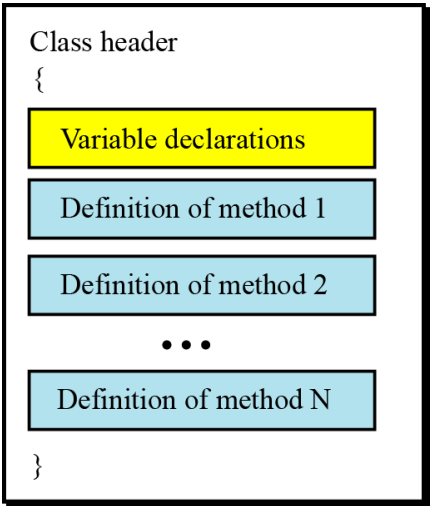 Class header
{
Variable declarations
Definition of method 1
Definition of method 2
•••
Definition of method N
}